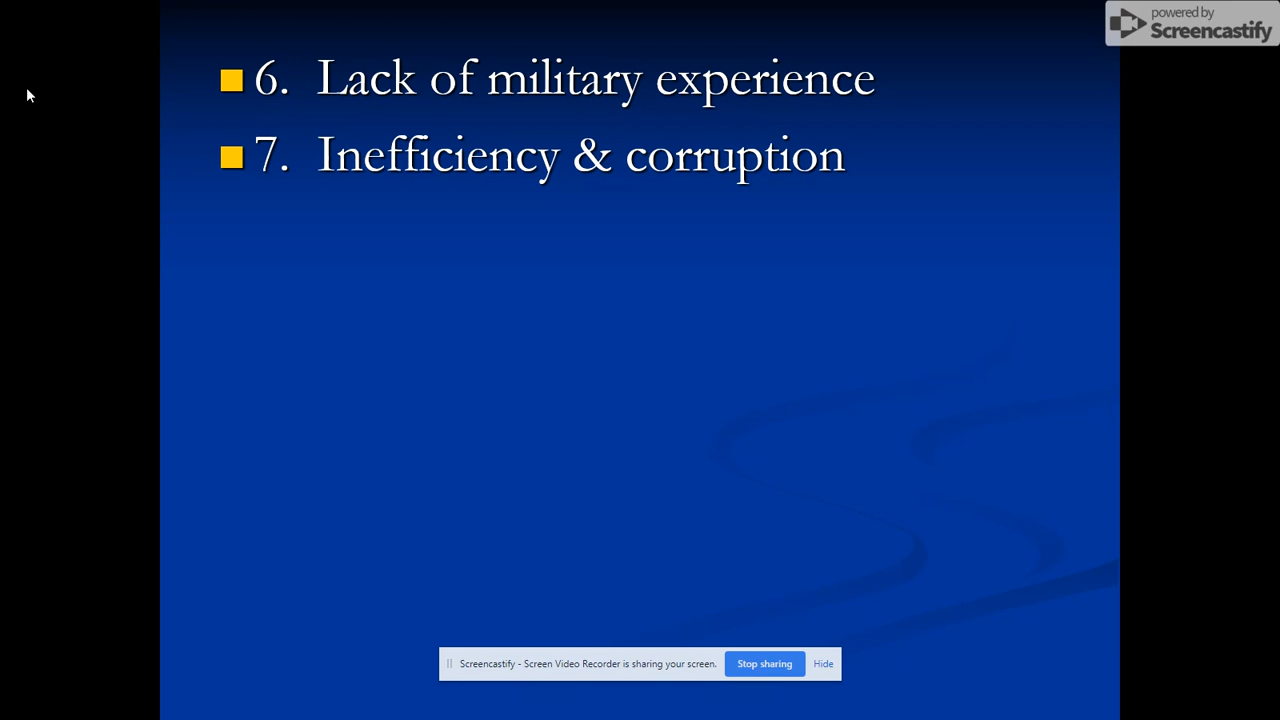 powered by
Screencastify
6. Lack of military experience
7. Inefficiency & corruption
Screencastify - Screen Video Recorder is sharing your screen. Stop sharing Hide